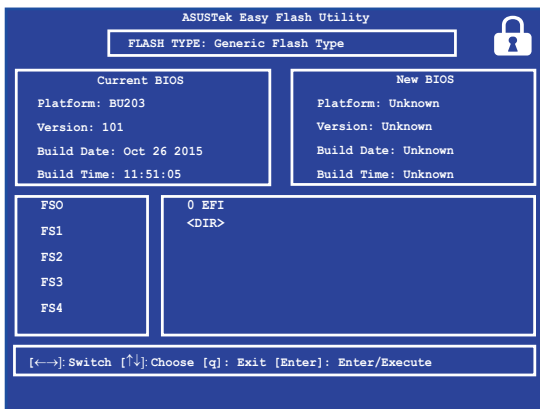 ASUSTek Easy Flash Utility
FLASH TYPE: Generic Flash Type
Current BIOS
Platform: BU203
Version: 101
Build Date: Oct 26 2015
Build Time: 11:51:05
New BIOS
Platform: Unknown
Version: Unknown
Build Date: Unknown
Build Time: Unknown
FSO
FS1
FS2
FS3
FS4
0 EFI
<DIR>
[←→]: Switch [↑↓]: Choose [q]: Exit [Enter]: Enter/Execute